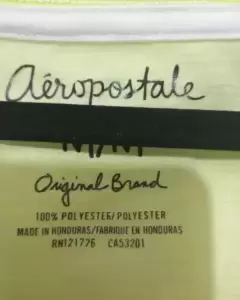 Aéropostale
Original Brand
100% POLYESTER/POLYESTER
MADE IN HONDURAS/FABRIQUE EN HONDURAS
RN121726 CA53201